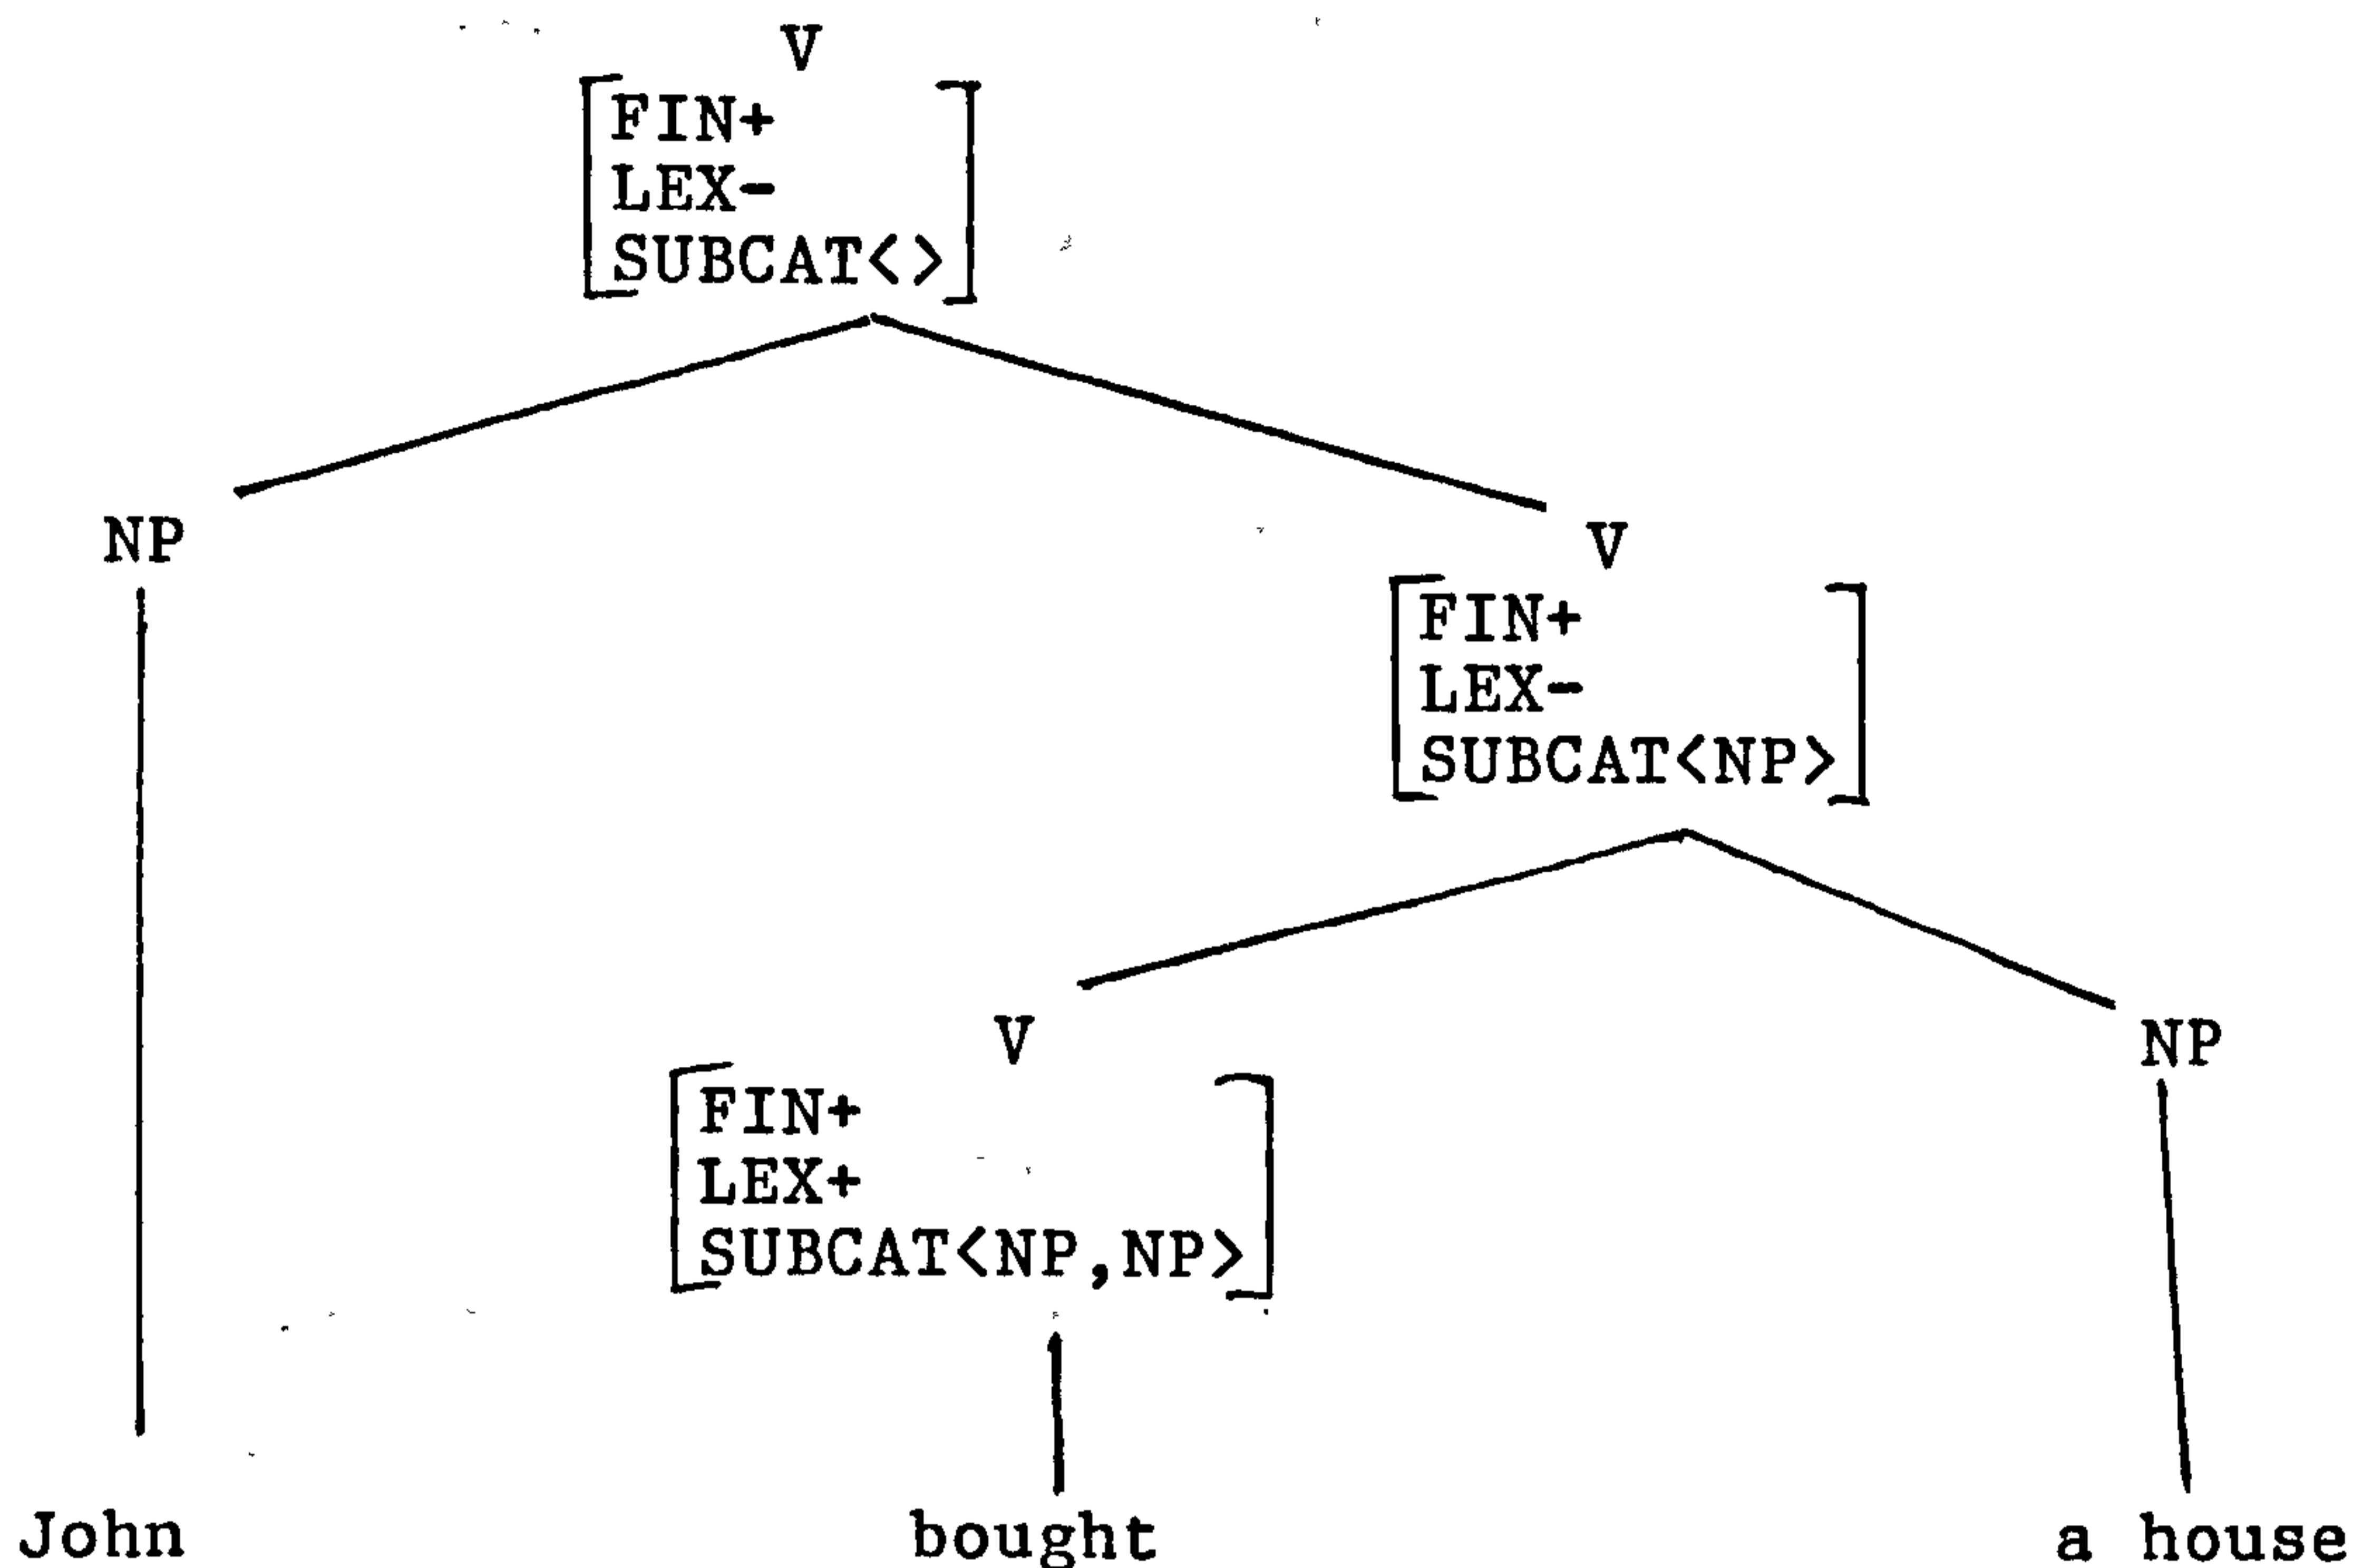 V
FIN+
LEX-
SUBCAT<>
NP
V
FIN+
LEX-
SUBCAT<NP>
V
NP
FIN+
LEX+
SUBCAT<NP,NP>
John bought a house